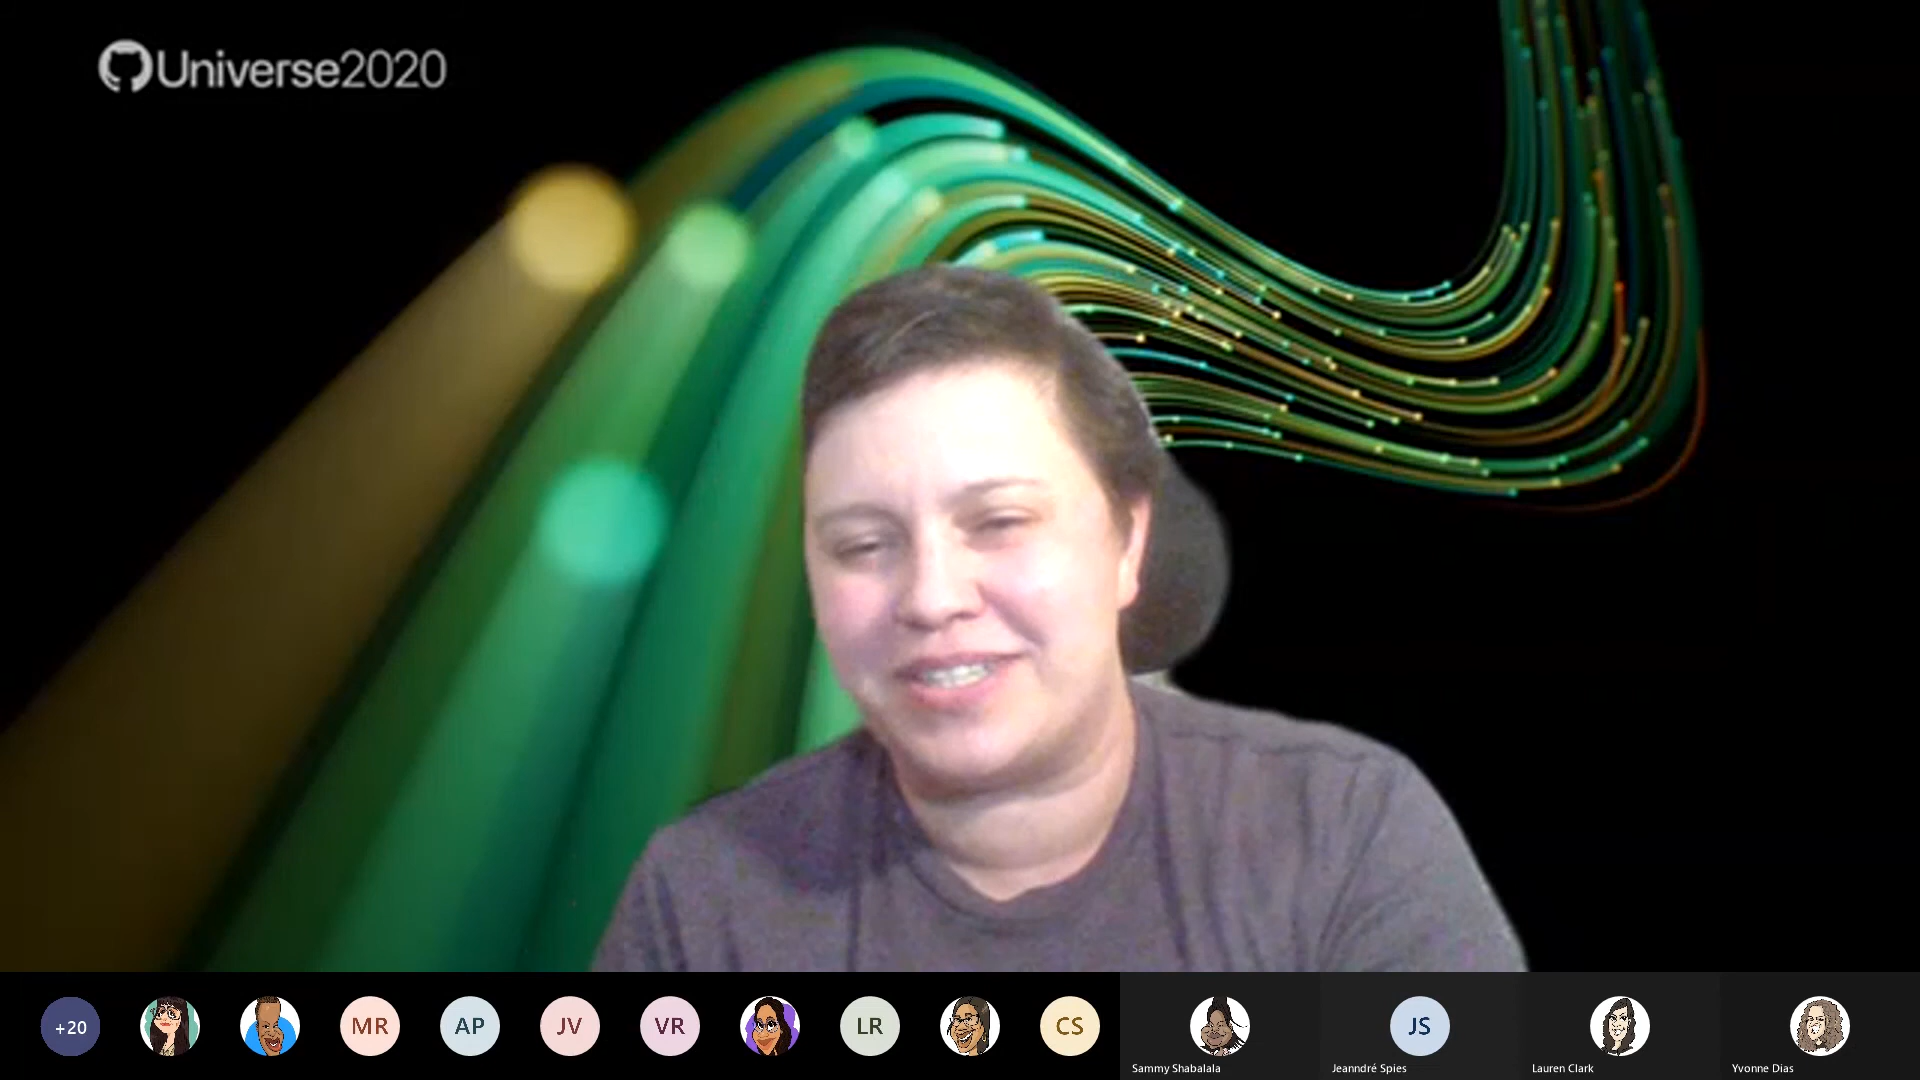 Universe2020
+20
MR
AP
JV
VR
LR
CS
JS
Sammy Shabalala
Jeanndré Spies
Lauren Clark
Yvonne Dias